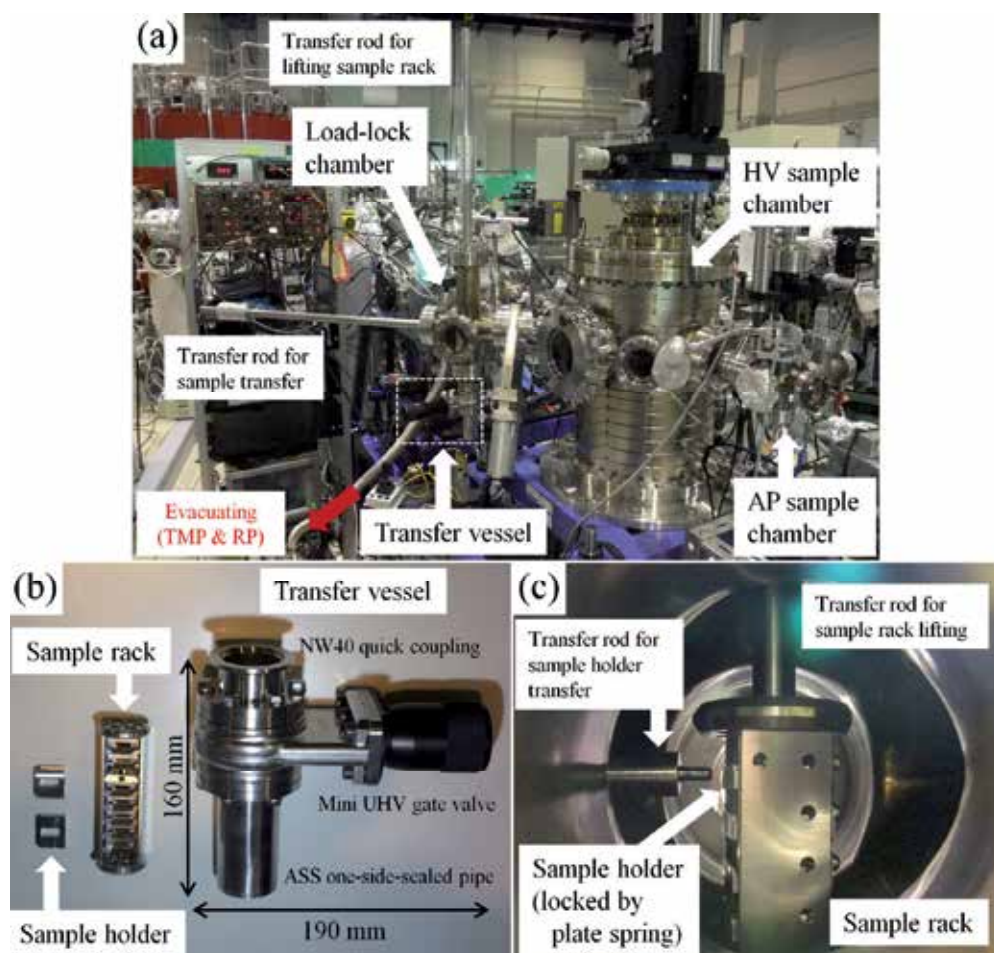 (a)
Transfer rod for
lifting sample rack
Load-lock
chamber
HV sample
chamber
Transfer rod for
sample transfer
Evacuating
(TMP & RP)
Transfer vessel
AP sample
chamber
(b)
Transfer vessel
NW40 quick coupling
Sample rack
160 mm
Mini UHV gate valve
ASS one-side-sealed pipe
Sample holder
190 mm
(c)
Transfer rod for
sample holder
transfer
Transfer rod for
sample rack lifting
Sample holder
(locked by
plate spring)
Sample rack